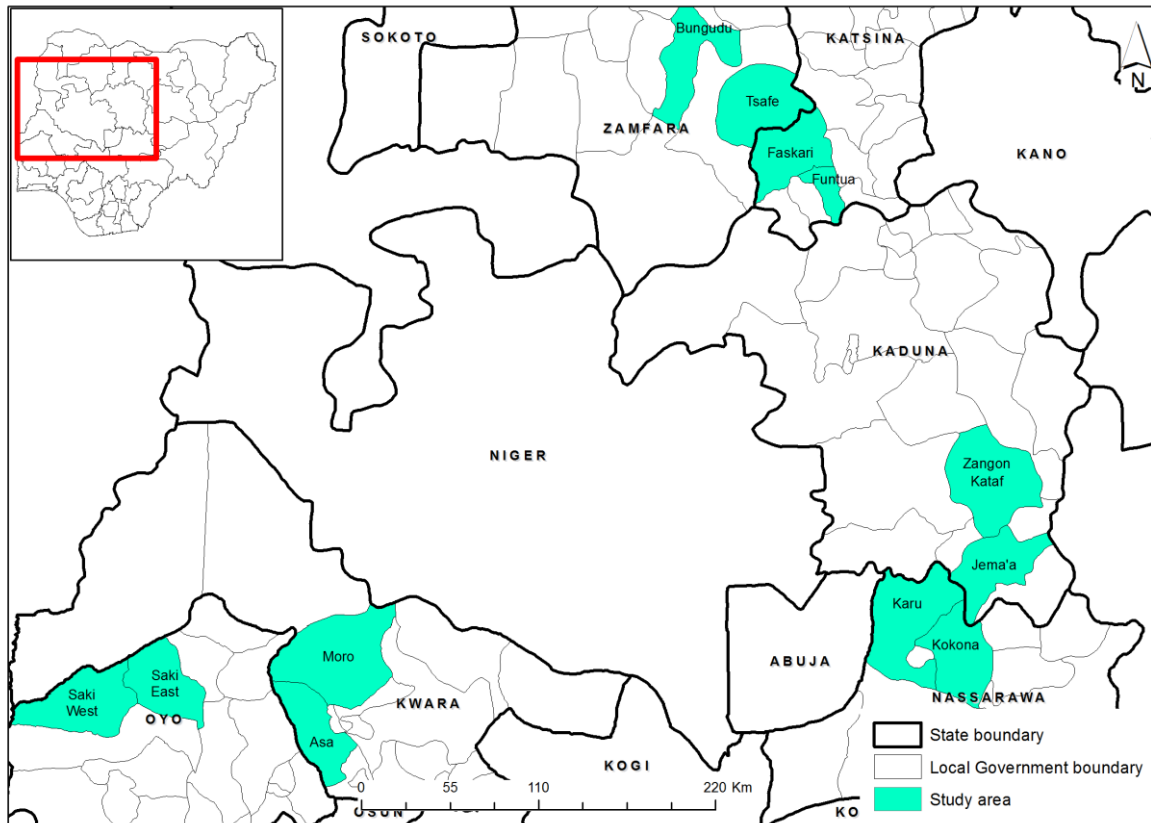 SOKOTO
Bungudu
KATSINA
N
Tsafe
ZAMFARA
Faskari
KANO
Funtua
KADUNA
NIGER
Zangon
Kataf
Jema'a
Karu
Kokona
Moro
ABUJA
Saki
East
Saki
West
NASSARAWA
KWARA
OYO
Asa
KOGI
State boundary
Local Government boundary
Study area
0 55 110 220 Km
OSUN
KO